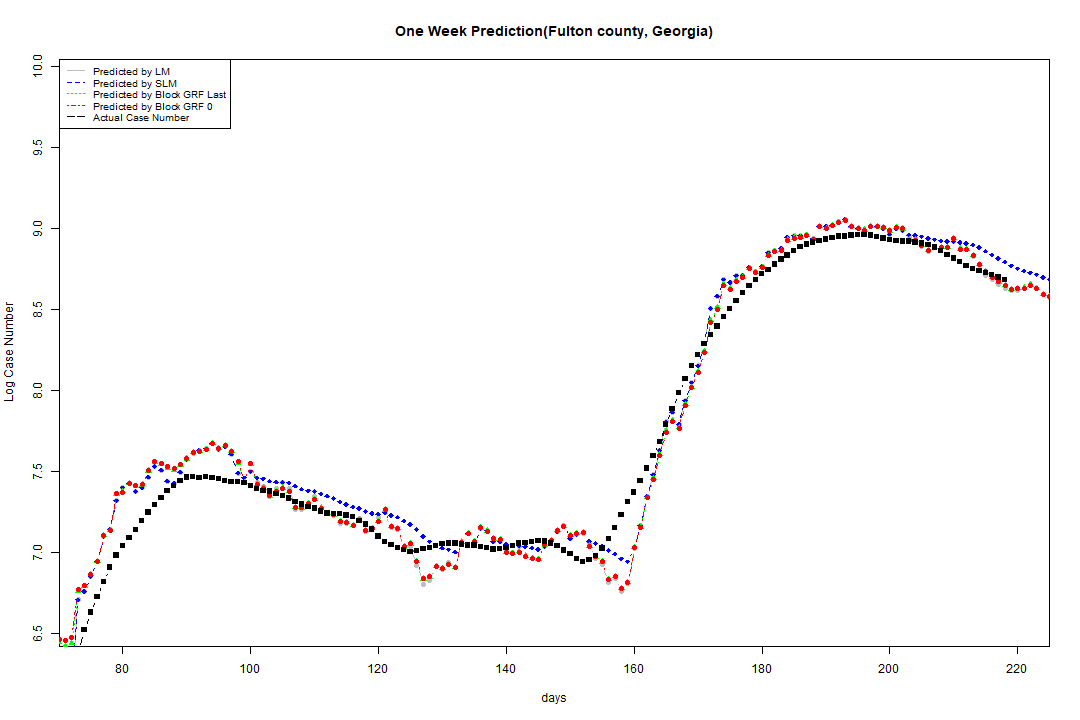 One Week Prediction(Fulton county, Georgia)
Predicted by LM
Predicted by SLM
Predicted by Block GRF Last
Predicted by Block GRF 0
Actual Case Number
Log Case Number
10.0
9.5
9.0
8.5
8.0
7.5
7.0
6.5
80 100 120 140 160 180 200 220
days